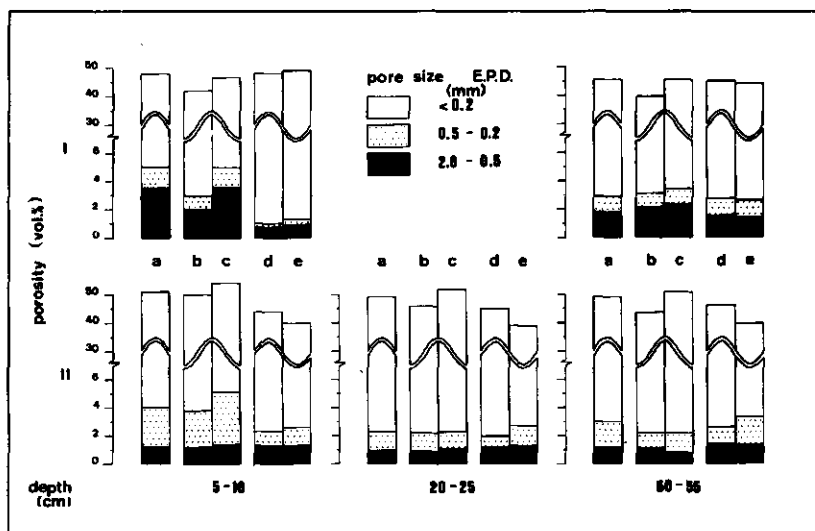 pore size E.P.D.
(mm)
<0.2
0.5 - 0.2
2.0 - 0.5
porosity (vol.%)
I
50
40
30
6
4
2
0
a b c d e
a b c d e
a b c d e
II
50
40
30
6
4
2
0
depth
(cm)
5-10
20-25
50-55